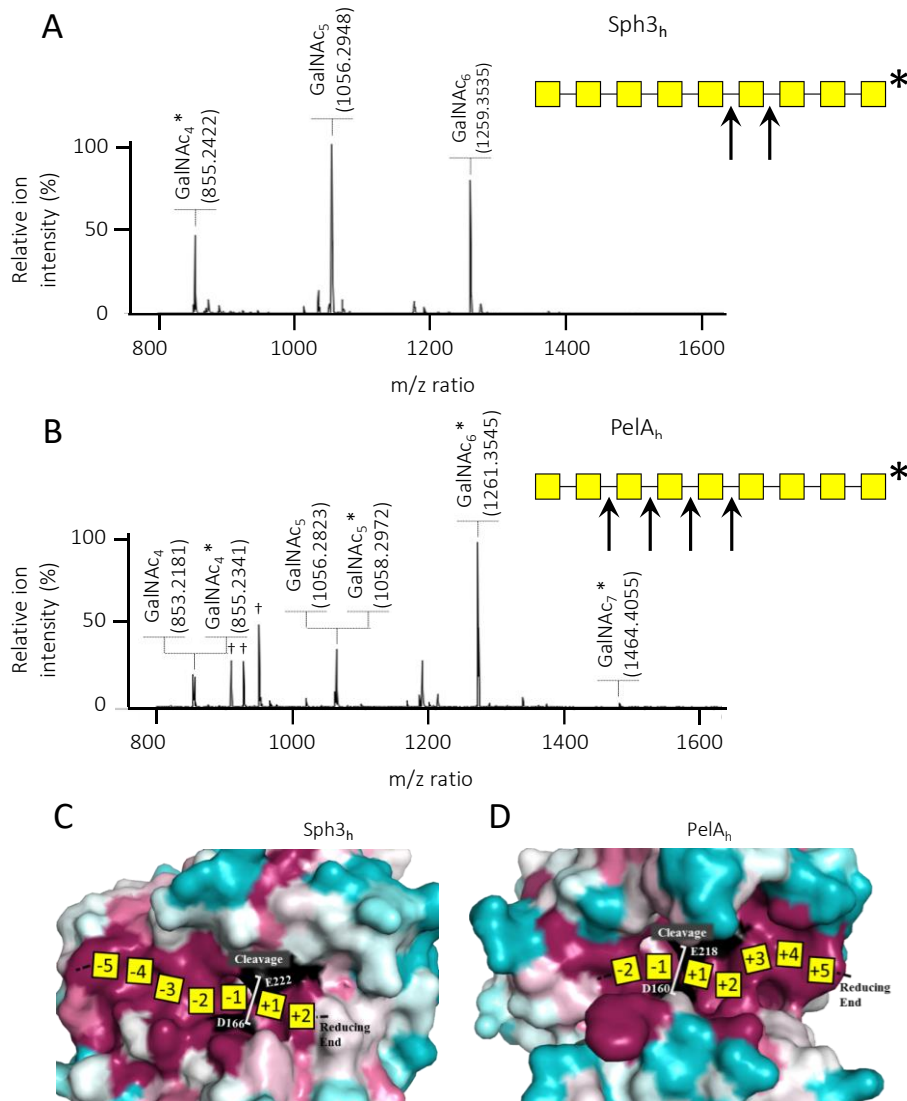 A
Sph3h
GalNAc4*
(855.2422)
GalNAc5
(1056.2948)
GalNAc6
(1259.3535)
*
Relative ion
intensity (%)
100
50
0
800
1000
1200
1400
1600
m/z ratio
B
PelAh
GalNAc4
(853.2181)
GalNAc4*
(855.2341)
GalNAc5
(1056.2823)
GalNAc5*
(1058.2972)
GalNAc6*
(1261.3545)
GalNAc7*
(1464.4055)
*
† † †
Relative ion
intensity (%)
100
50
0
800
1000
1200
1400
1600
m/z ratio
C
Sph3h
Cleavage
E222
-5 -4 -3 -2 -1 +1 +2
D166
Reducing
End
D
PelAh
Cleavage
E218
-2 -1 +1 +2 +3 +4 +5
D160
Reducing
End